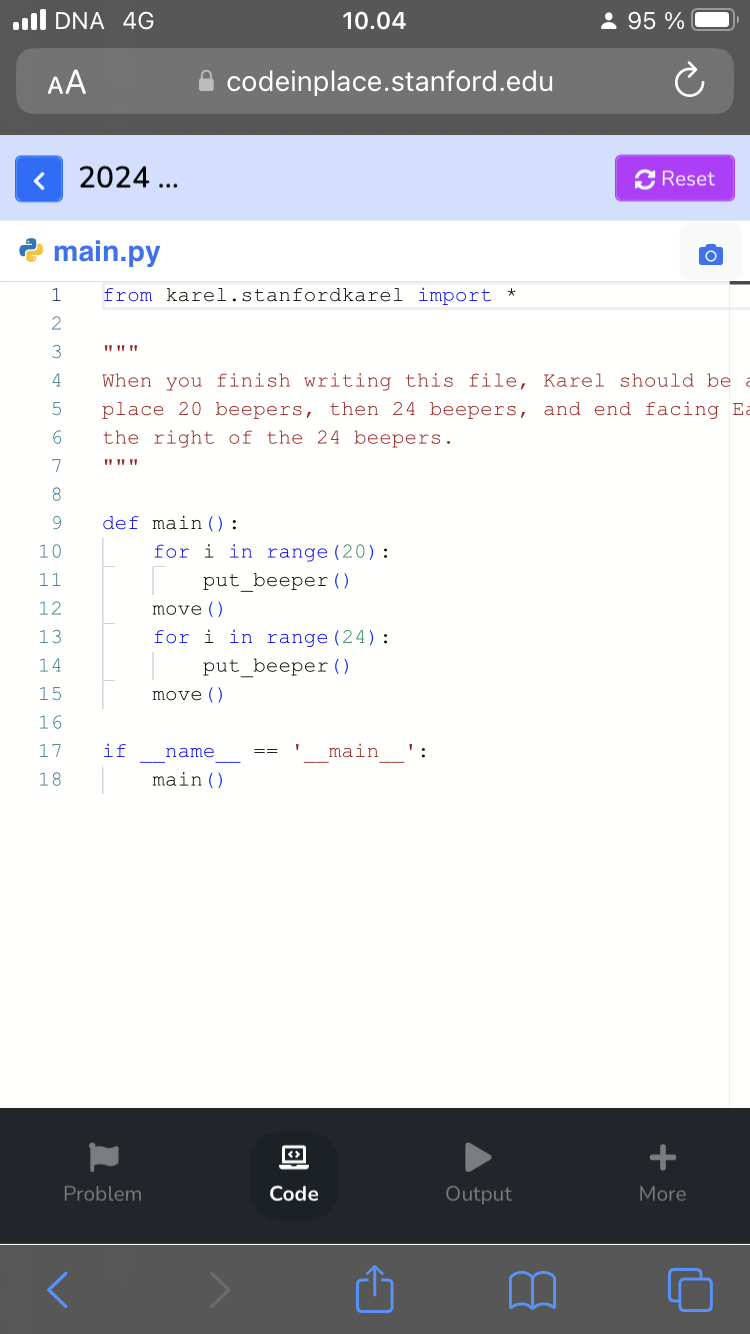 DNA 4G 10.04 95 %
AA codeinplace.stanford.edu
2024 ... Reset
main.py
1 from karel.stanfordkarel import *
2
3 """
4 When you finish writing this file, Karel should be
5 place 20 beepers, then 24 beepers, and end facing
6 the right of the 24 beepers.
7 """
8
9 def main():
10 for i in range(20):
11 put_beeper()
12 move()
13 for i in range(24):
14 put_beeper()
15 move()
16
17 if __name__ == '__main__':
18 main()
Problem Code Output More